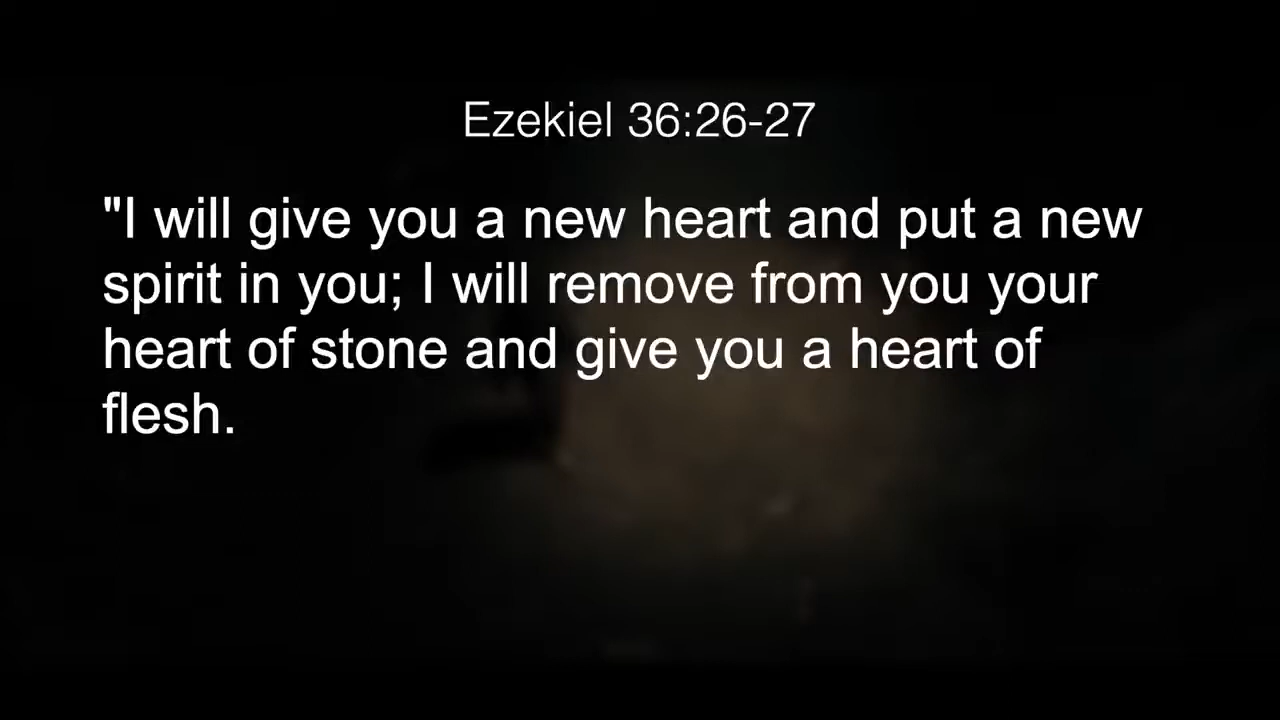 Ezekiel 36:26-27
"I will give you a new heart and put a new
spirit in you; I will remove from you your
heart of stone and give you a heart of
flesh.